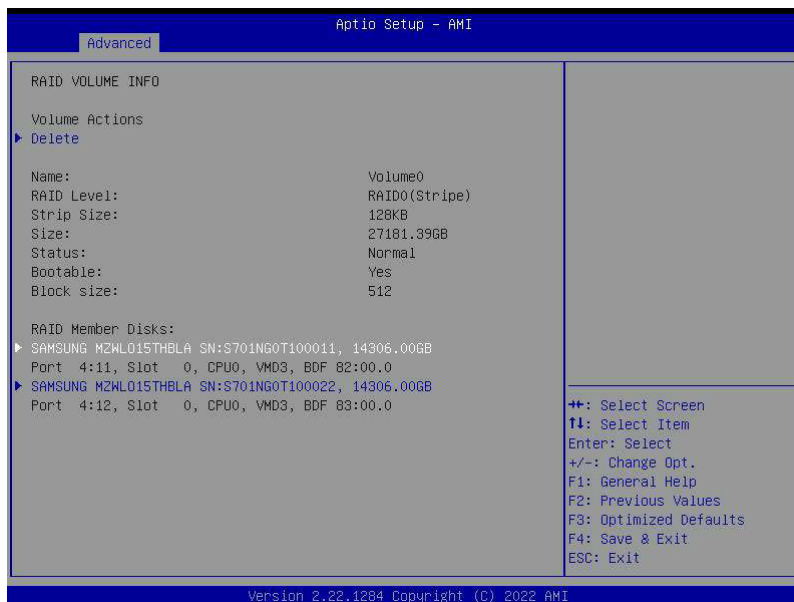 Aptio Setup – AMI
Advanced
RAID VOLUME INFO
Volume Actions
Delete
Name: Volume0
RAID Level: RAID0(Stripe)
Strip Size: 128KB
Size: 27181.39GB
Status: Normal
Bootable: Yes
Block size: 512
RAID Member Disks:
SAMSUNG MZWLO15THBLA SN:S701NG0T100011, 14306.00GB
Port 4:11, Slot 0, CPU0, VMD3, BDF 82:00.0
SAMSUNG MZWLO15THBLA SN:S701NG0T100022, 14306.00GB
Port 4:12, Slot 0, CPU0, VMD3, BDF 83:00.0
→←: Select Screen
↑↓: Select Item
Enter: Select
+/-: Change Opt.
F1: General Help
F2: Previous Values
F3: Optimized Defaults
F4: Save & Exit
ESC: Exit
Version 2.22.1284 Copyright (C) 2022 AMI